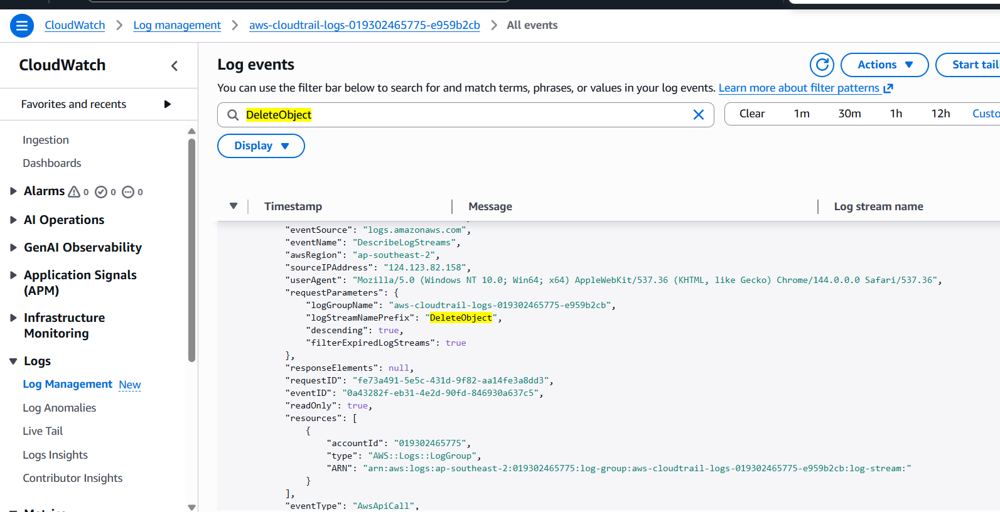 CloudWatch > Log management > aws-cloudtrail-logs-019302465775-e959b2cb > All events
CloudWatch
Favorites and recents
Ingestion
Dashboards
Alarms 0 0 0
AI Operations
GenAI Observability
Application Signals
(APM)
Infrastructure
Monitoring
Logs
Log Management New
Log Anomalies
Live Tail
Logs Insights
Contributor Insights
Log events
Actions
Start tail
You can use the filter bar below to search for and match terms, phrases, or values in your log events. Learn more about filter patterns
DeleteObject
Clear 1m 30m 1h 12h Custo
Display
Timestamp Message Log stream name
"eventSource": "logs.amazonaws.com",
"eventName": "DescribeLogStreams",
"awsRegion": "ap-southeast-2",
"sourceIPAddress": "124.123.82.158",
"userAgent": "Mozilla/5.0 (Windows NT 10.0; Win64; x64) AppleWebKit/537.36 (KHTML, like Gecko) Chrome/144.0.0.0 Safari/537.36",
"requestParameters": {
"logGroupName": "aws-cloudtrail-logs-019302465775-e959b2cb",
"logStreamNamePrefix": "DeleteObject",
"descending": true,
"filterExpiredLogStreams": true
},
"responseElements": null,
"requestID": "fe73a491-5e5c-431d-9f82-aa14fe3a8dd3",
"eventID": "0a43282f-eb31-4e2d-90fd-846930a637c5",
"readOnly": true,
"resources": [
{
"accountId": "019302465775",
"type": "AWS::Logs::LogGroup",
"ARN": "arn:aws:logs:ap-southeast-2:019302465775:log-group:aws-cloudtrail-logs-019302465775-e959b2cb:log-stream:"
}
],
"eventType": "AwsApiCall",